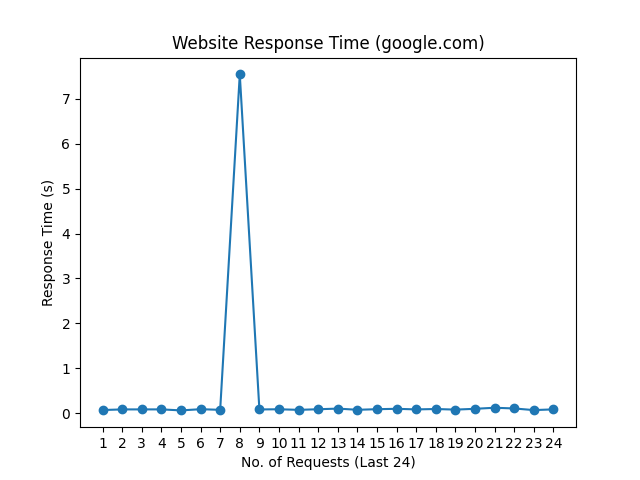 Website Response Time (google.com)
Response Time (s)
7
6
5
4
3
2
1
0
1 2 3 4 5 6 7 8 9 10 11 12 13 14 15 16 17 18 19 20 21 22 23 24
No. of Requests (Last 24)